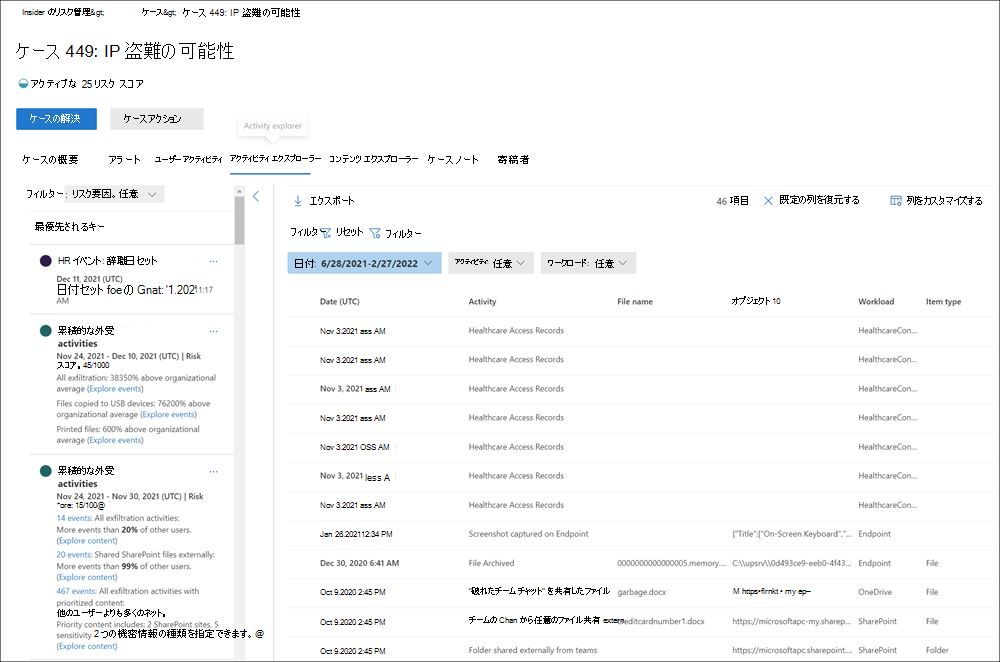 Insider のリスク管理&gt; ケース&gt; ケース 449: IP 盗難の可能性
ケース 449: IP 盗難の可能性
アクティブな 25リスク スコア
ケースの解決 ケースアクション
Activity explorer
ケースの概要 アラート ユーザーアクティビティ アクティビティ エクスプローラー コンテンツ エクスプローラー ケースノート 寄稿者
フィルター: リスク要因。任意
最優先されるキー
HR イベント: 辞職日 セット ...
Dec 11, 2021 (UTC)
日付セット foeの Gnat: '1.202'11:17
AM
累積的な外愛 ...
activities
Nov 24, 2021 - Dec 10, 2021 (UTC) | Risk
スコア。45/1000
All exfiltration: 38350% above organizational
average (Explore events)
Files copied to USB devices: 76200% above
organizational average (Explore events)
Printed files: 600% above organizational
average (Explore events)
累積的な外愛 ...
activities
Nov 24, 2021 - Nov 30, 2021 (UTC) | Risk
*ore: 15/100@
14 events: All exfiltration activities:
More events than 20% of other users.
(Explore content)
20 events: Shared SharePoint files externally:
More events than 99% of other users.
(Explore content)
467 events: All exfiltration activities with
prioritized content:
他のユーザーよりも多くのネット。
Priority content includes: 2 SharePoint sites, 5
sensitivity 2 つの機密情報の種類を指定できます。@
(Explore content)
エクスポート 46 項目 既定の列を復元する 列をカスタマイズする
フィルター リセット フィルター
日付: 6/28/2021-2/27/2022 アクティビティ: 任意 ワークロード: 任意
Date (UTC) Activity File name オブジェクト 10 Workload Item type
Nov 3.2021 ass AM Healthcare Access Records HealthcareCon...
Nov 3.2021 ass AM Healthcare Access Records HealthcareCon...
Nov 3, 2021 ass AM Healthcare Access Records HealthcareCon...
Nov 3.2021 ass AM Healthcare Access Records HealthcareCon...
Nov 3.2021 OSS AM Healthcare Access Records HealthcareCon...
Nov 3, 2021 less A Healthcare Access Records HealthcareCon...
Nov 3.2021 ass AM Healthcare Access Records HealthcareCon...
Jan 26.202112:34 PM Screenshot captured on Endpoint {"Title":["On-Screen Keyboard","... Endpoint
Dec 30, 2020 6:41 AM File Archived 0000000000000005.memory.... C:\\upsrv\\0d493ce9-eeb0-4f43... Endpoint File
Oct 9.2020 2:45 PM "破れたチーム チャット" を共有したファイル garbage.docx M https•flrnkt • my ep- OneDrive File
Oct 9.2020 2:45 PM チームの Chan から任意のファイル共有 extern editcardnumber1.docx https://microsoftapc-my.sharep... SharePoint File
Oct 9.2020 2:45 PM Folder shared externally from teams https://microsoftapc.sharepoint.... SharePoint Folder